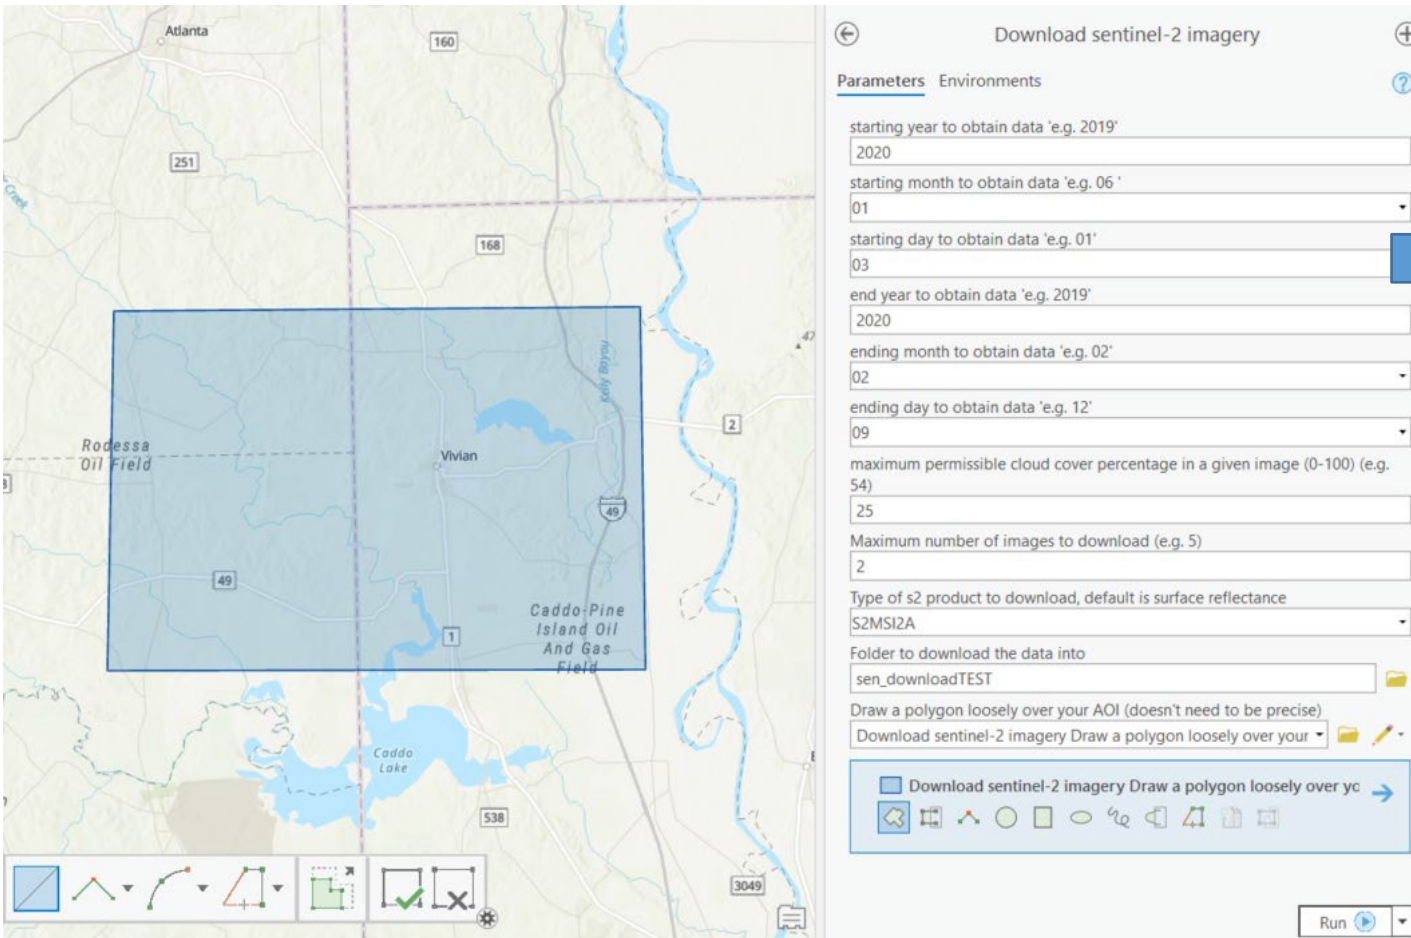 Atlanta
160
251
168
47
Kelly Bayou
2
Rodessa
Oil Field
Vivian
49
49
Caddo-Pine
Island Oil
And Gas
Field
1
Caddo
Lake
538
3049
Download sentinel-2 imagery
Parameters Environments
starting year to obtain data 'e.g. 2019'
2020
starting month to obtain data 'e.g. 06 '
01
starting day to obtain data 'e.g. 01'
03
end year to obtain data 'e.g. 2019'
2020
ending month to obtain data 'e.g. 02'
02
ending day to obtain data 'e.g. 12'
09
maximum permissible cloud cover percentage in a given image (0-100) (e.g.
54)
25
Maximum number of images to download (e.g. 5)
2
Type of s2 product to download, default is surface reflectance
S2MSI2A
Folder to download the data into
sen_downloadTEST
Draw a polygon loosely over your AOI (doesn't need to be precise)
Download sentinel-2 imagery Draw a polygon loosely over your
Download sentinel-2 imagery Draw a polygon loosely over yo
Run